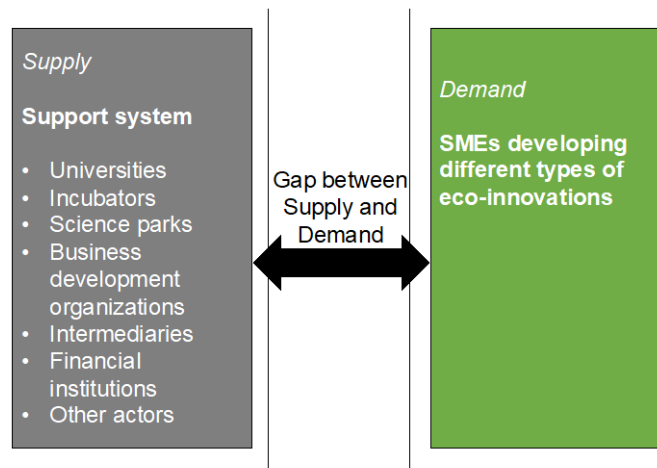 Supply
Support system
• Universities
• Incubators
• Science parks
• Business
development
organizations
• Intermediaries
• Financial
institutions
• Other actors
Gap between
Supply and
Demand
Demand
SMEs developing
different types of
eco-innovations